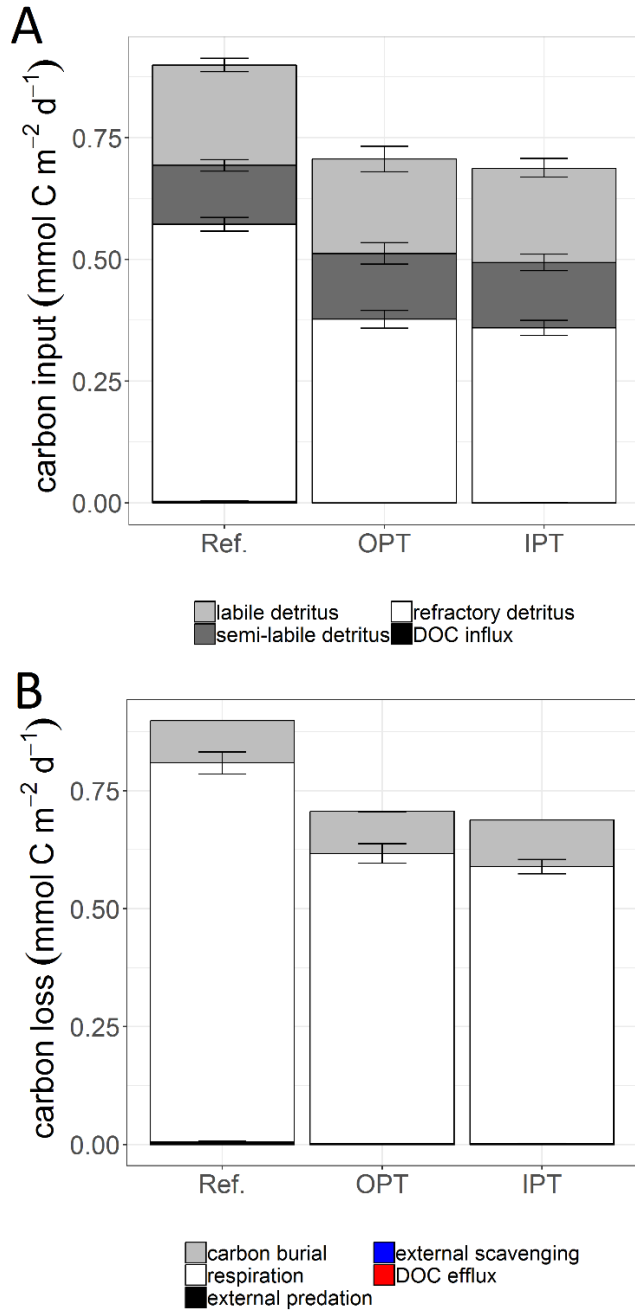 A
carbon input (mmol C m⁻² d⁻¹)
0.75
0.50
0.25
0.00
Ref. OPT IPT
labile detritus refractory detritus
semi-labile detritus DOC influx
B
carbon loss (mmol C m⁻² d⁻¹)
0.75
0.50
0.25
0.00
Ref. OPT IPT
carbon burial external scavenging
respiration DOC efflux
external predation